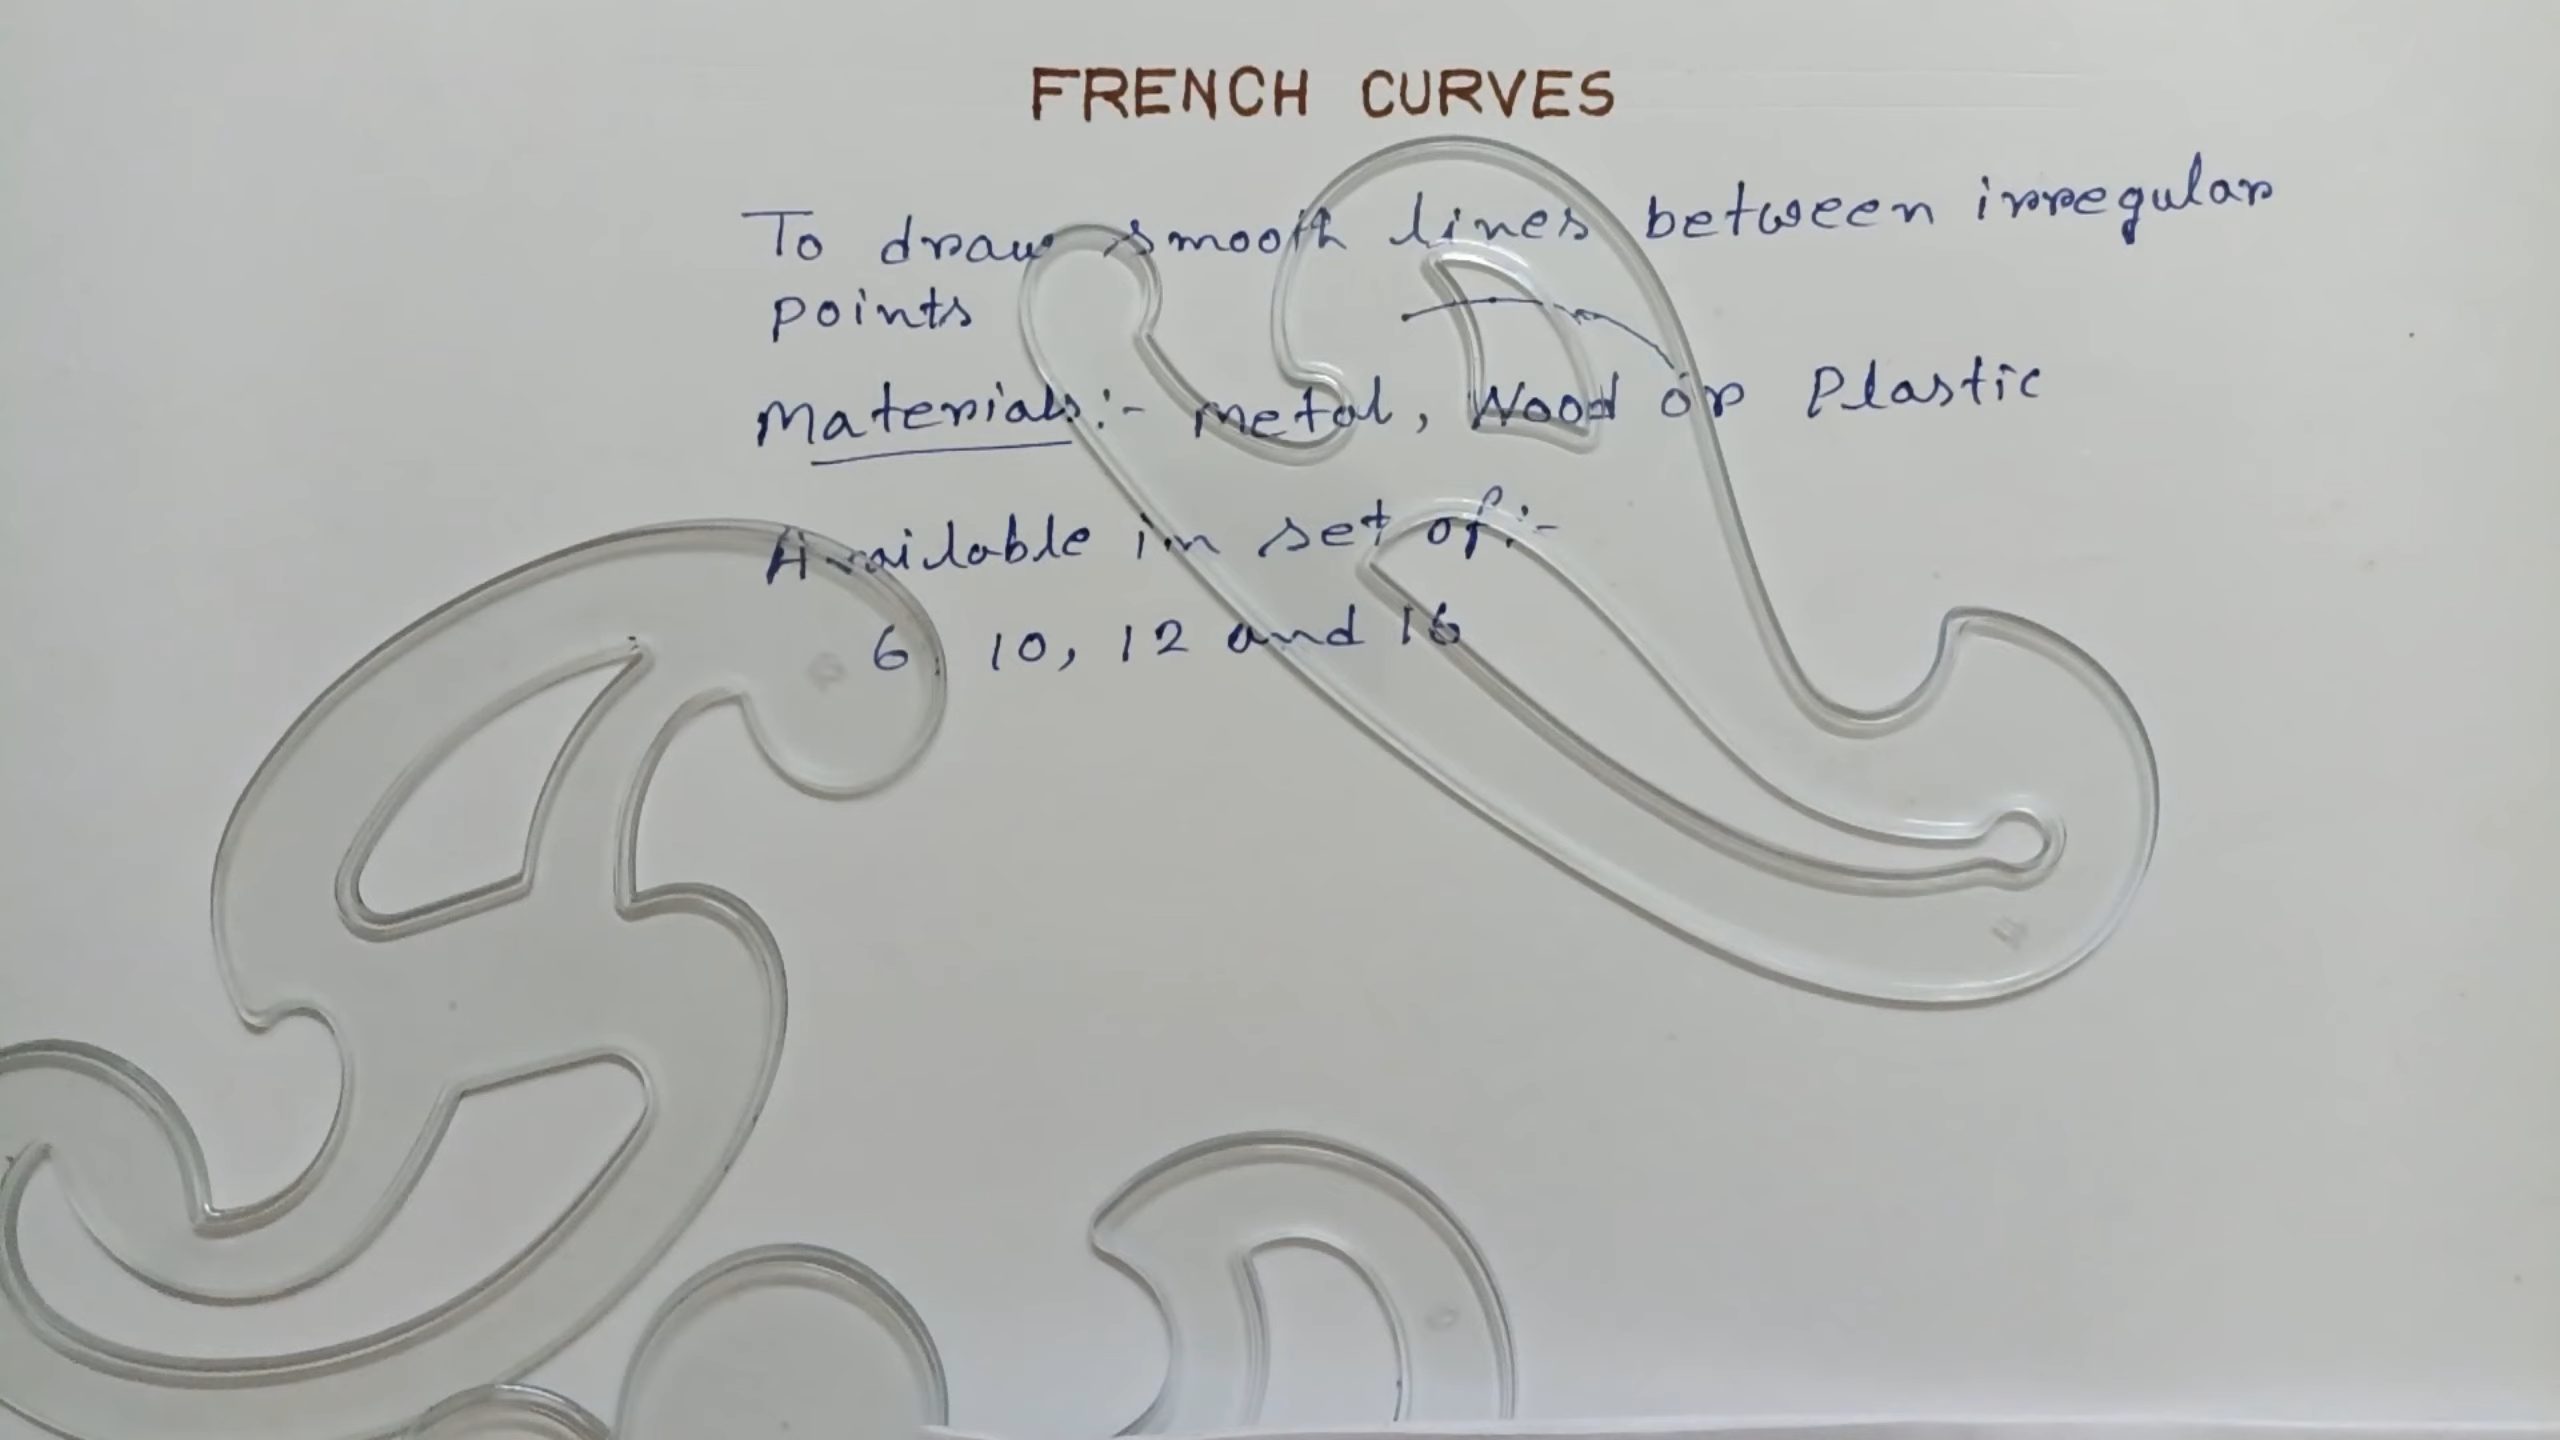 FRENCH CURVES
To draw smooth lines between irregular
points
Materials:- metal, Wood or Plastic
Available in set of:-
6, 10, 12 and 16